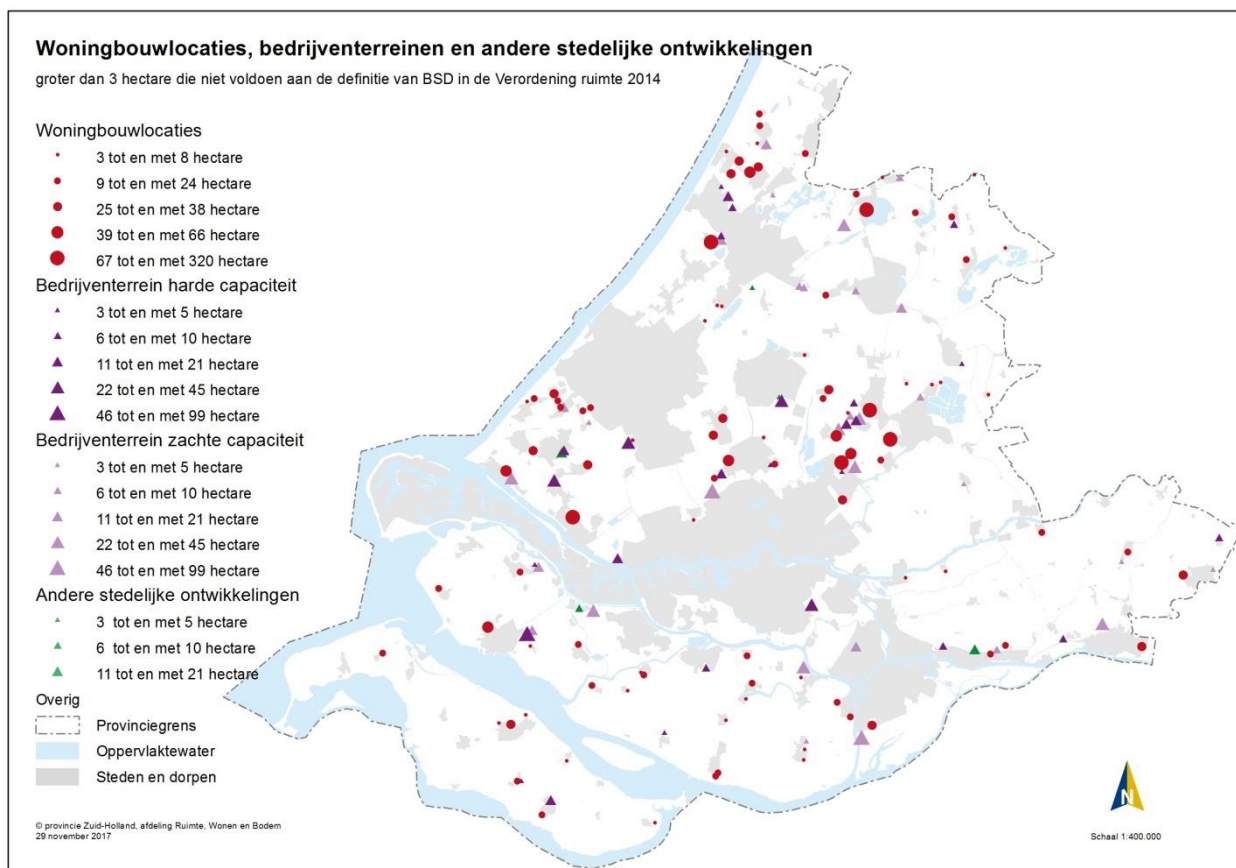 Woningbouwlocaties, bedrijventerreinen en andere stedelijke ontwikkelingen
groter dan 3 hectare die niet voldoen aan de definitie van BSD in de Verordening ruimte 2014
Woningbouwlocaties
3 tot en met 8 hectare
9 tot en met 24 hectare
25 tot en met 38 hectare
39 tot en met 66 hectare
67 tot en met 320 hectare
Bedrijventerrein harde capaciteit
3 tot en met 5 hectare
6 tot en met 10 hectare
11 tot en met 21 hectare
22 tot en met 45 hectare
46 tot en met 99 hectare
Bedrijventerrein zachte capaciteit
3 tot en met 5 hectare
6 tot en met 10 hectare
11 tot en met 21 hectare
22 tot en met 45 hectare
46 tot en met 99 hectare
Andere stedelijke ontwikkelingen
3 tot en met 5 hectare
6 tot en met 10 hectare
11 tot en met 21 hectare
Overig
Provinciegrens
Oppervlaktewater
Steden en dorpen
© provincie Zuid-Holland, afdeling Ruimte, Wonen en Bodem
29 november 2017
N
Schaal 1:400.000